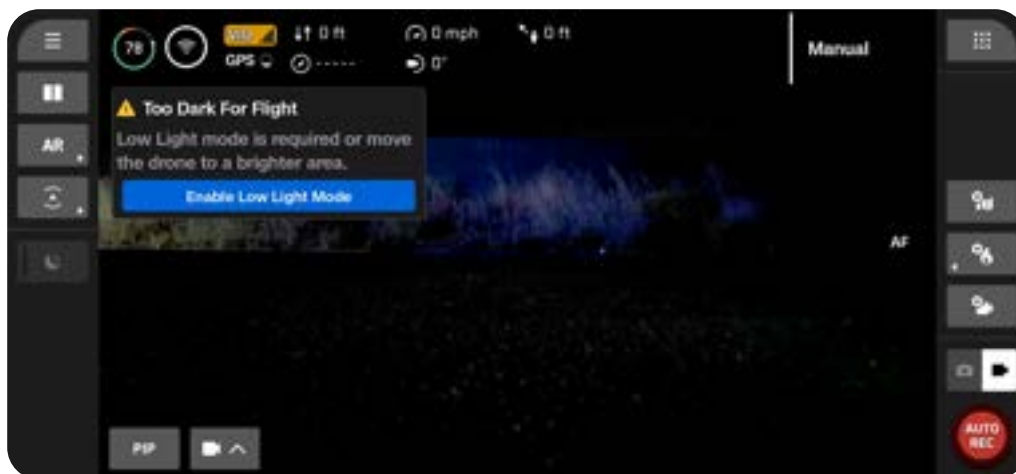 78
↓↑ 0 ft
0 mph
0 ft
Manual
GPS
-----
0°
Too Dark For Flight
Low Light mode is required or move
the drone to a brighter area.
Enable Low Light Mode
AR
AF
PIP
AUTO
REC